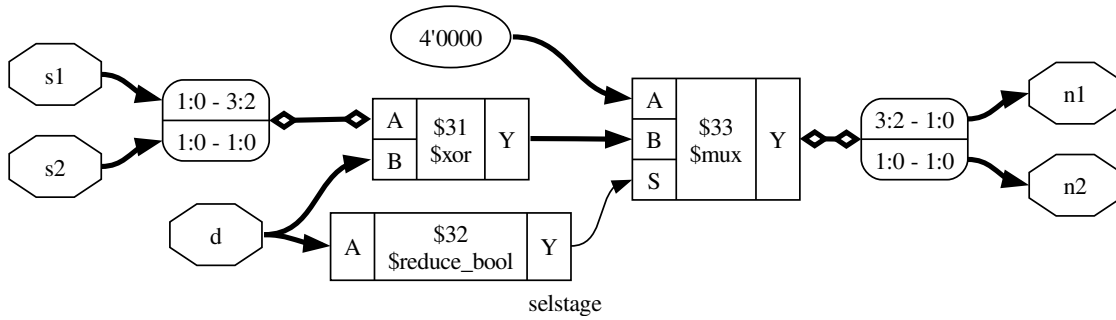 s1
s2
1:0 - 3:2
1:0 - 1:0
d
4'0000
A
B
$31
$xor
Y
A
$32
$reduce_bool
Y
A
B
S
$33
$mux
Y
3:2 - 1:0
1:0 - 1:0
n1
n2
selstage